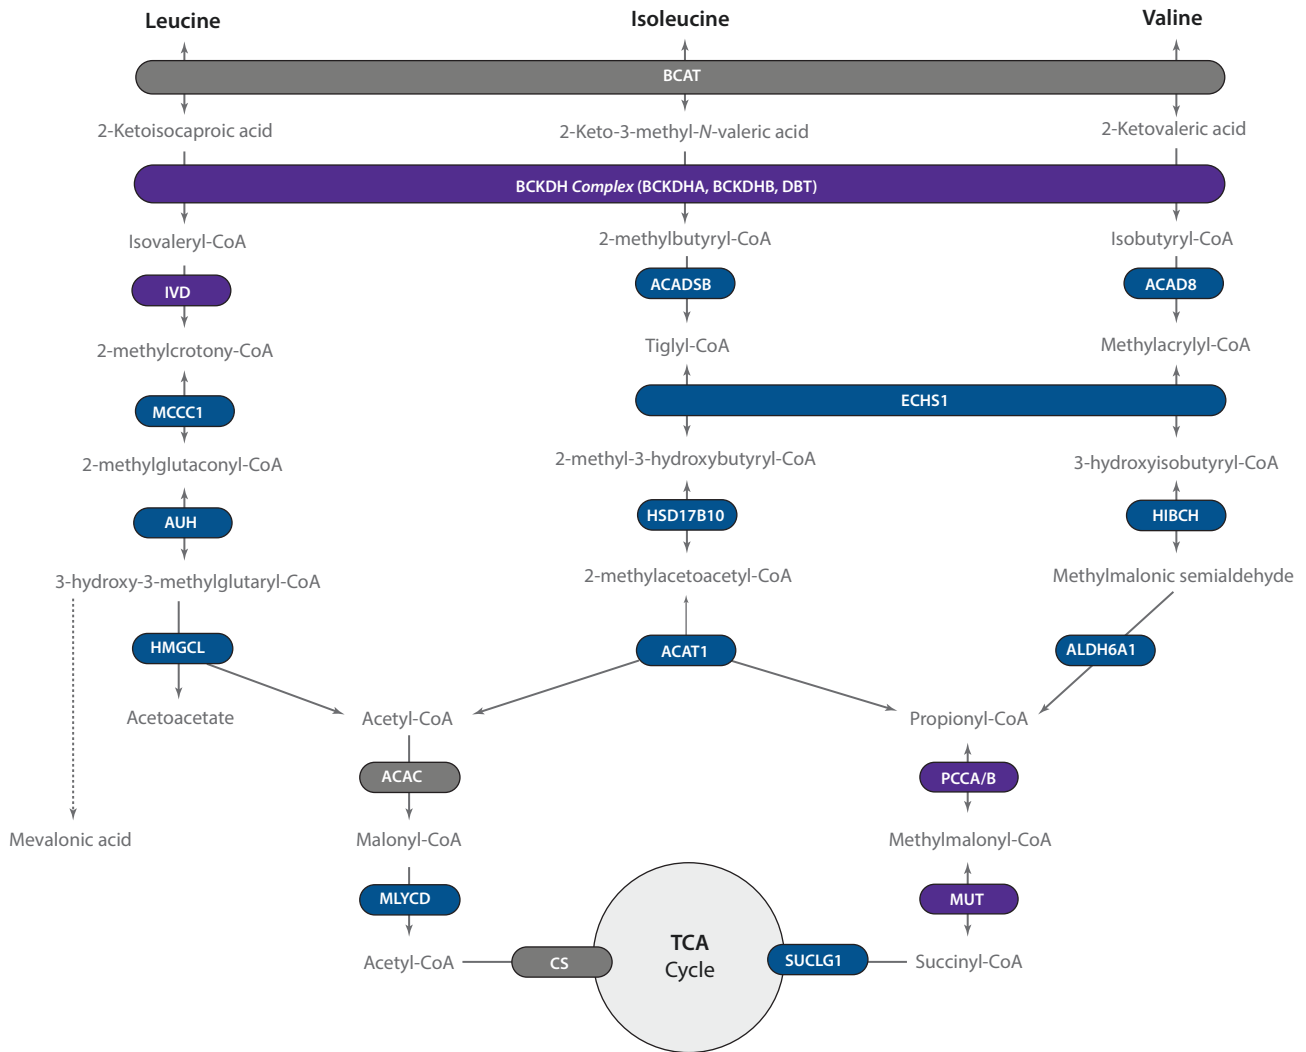 Leucine
Isoleucine
Valine
BCAT
2-Ketoisocaproic acid
2-Keto-3-methyl-N-valeric acid
2-Ketovaleric acid
BCKDH Complex (BCKDHA, BCKDHB, DBT)
Isovaleryl-CoA
2-methylbutyryl-CoA
Isobutyryl-CoA
IVD
ACADSB
ACAD8
2-methylcrotony-CoA
Tiglyl-CoA
Methylacrylyl-CoA
MCCC1
ECHS1
2-methylglutaconyl-CoA
2-methyl-3-hydroxybutyryl-CoA
3-hydroxyisobutyryl-CoA
AUH
HSD17B10
HIBCH
3-hydroxy-3-methylglutaryl-CoA
2-methylacetoacetyl-CoA
Methylmalonic semialdehyde
HMGCL
ACAT1
ALDH6A1
Acetoacetate
Acetyl-CoA
Propionyl-CoA
ACAC
PCCA/B
Mevalonic acid
Malonyl-CoA
Methylmalonyl-CoA
MLYCD
MUT
TCA
Cycle
Acetyl-CoA
CS
SUCLG1
Succinyl-CoA